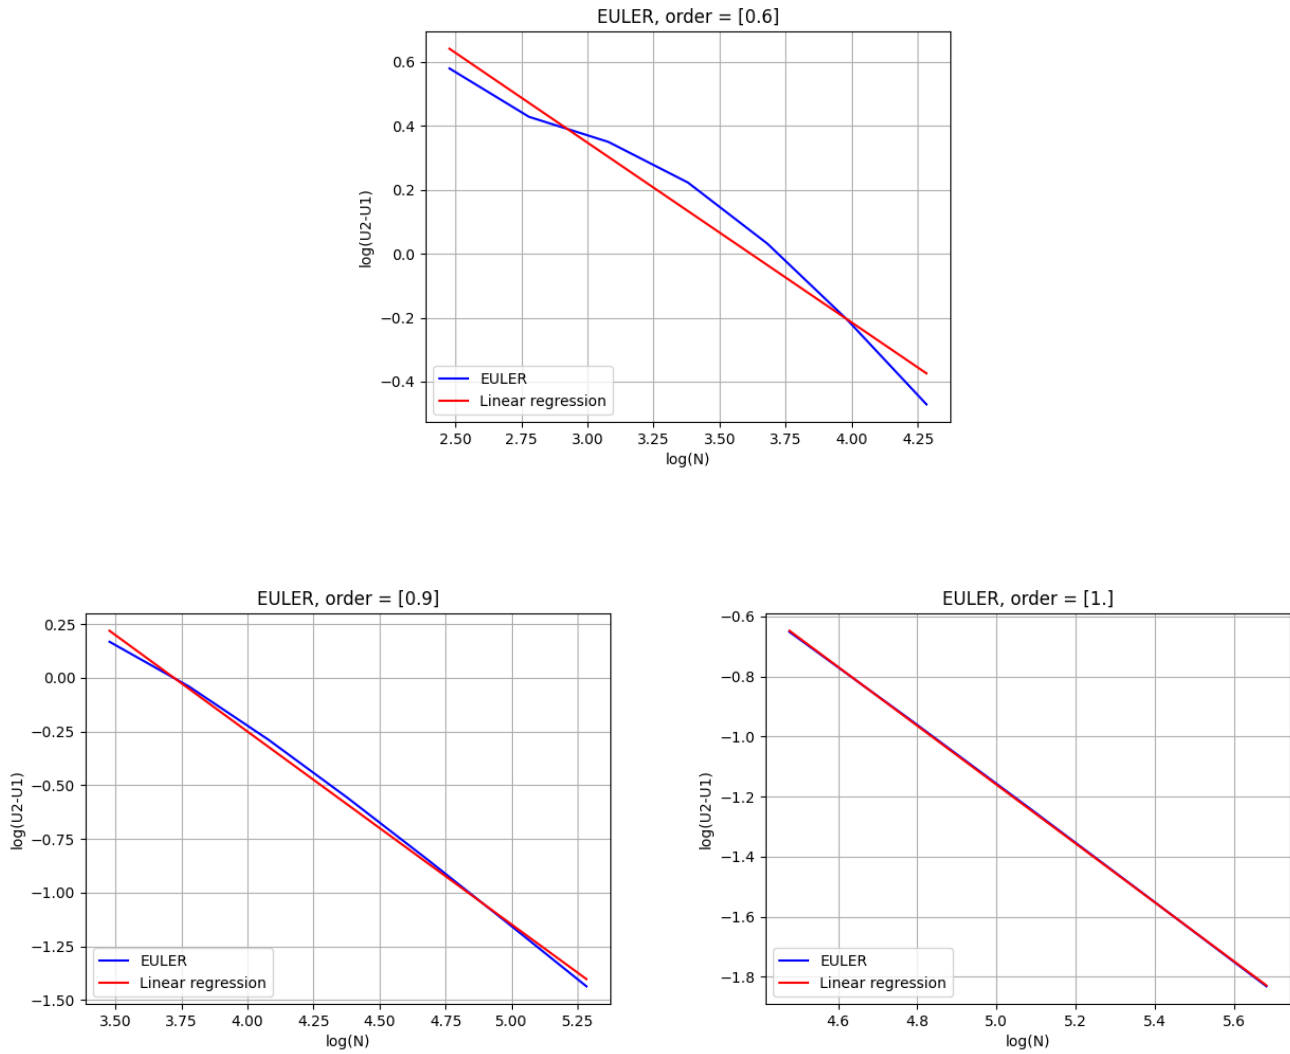 EULER, order = [0.6]
0.6
0.4
0.2
0.0
−0.2
−0.4
log(U2-U1)
EULER
Linear regression
2.50 2.75 3.00 3.25 3.50 3.75 4.00 4.25
log(N)
EULER, order = [0.9]
0.25
0.00
−0.25
−0.50
−0.75
−1.00
−1.25
−1.50
log(U2-U1)
EULER
Linear regression
3.50 3.75 4.00 4.25 4.50 4.75 5.00 5.25
log(N)
EULER, order = [1.]
−0.6
−0.8
−1.0
−1.2
−1.4
−1.6
−1.8
log(U2-U1)
EULER
Linear regression
4.6 4.8 5.0 5.2 5.4 5.6
log(N)